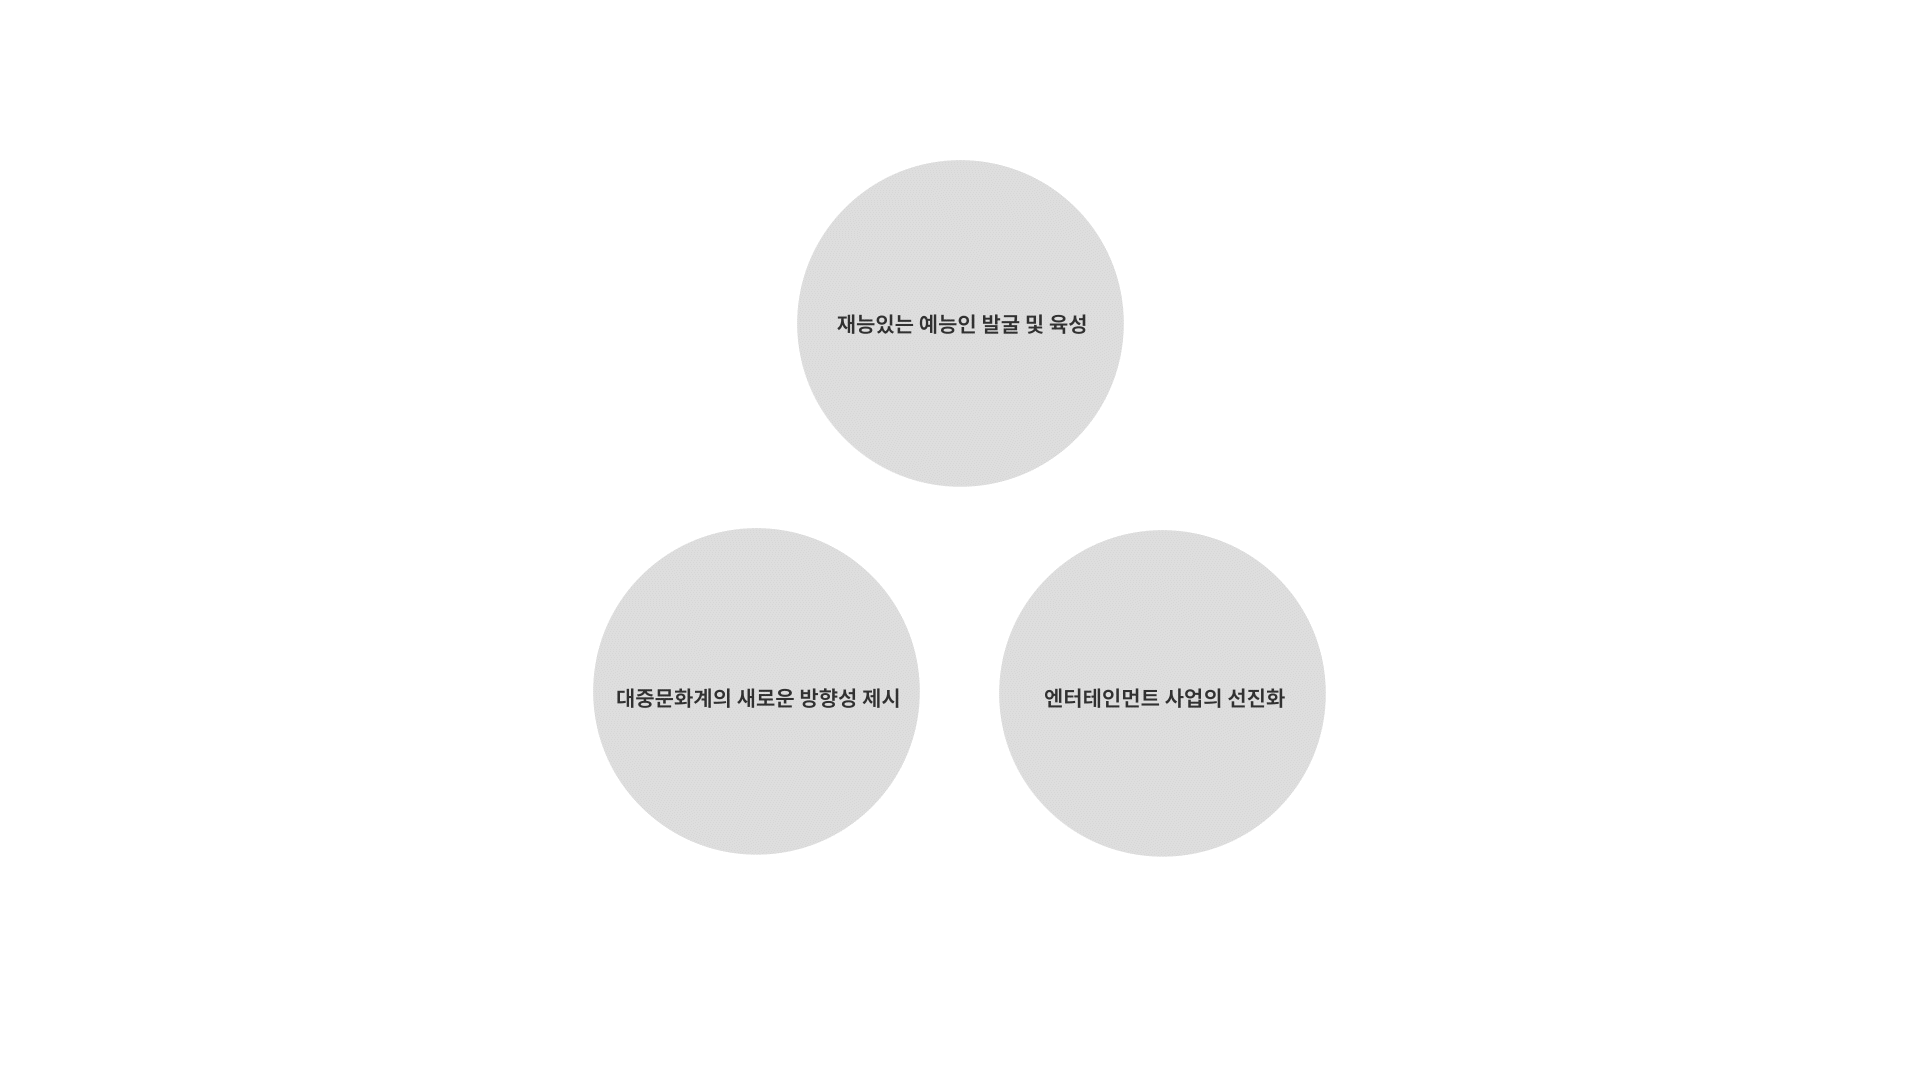 재능있는 예능인 발굴 및 육성
대중문화계의 새로운 방향성 제시
엔터테인먼트 사업의 선진화